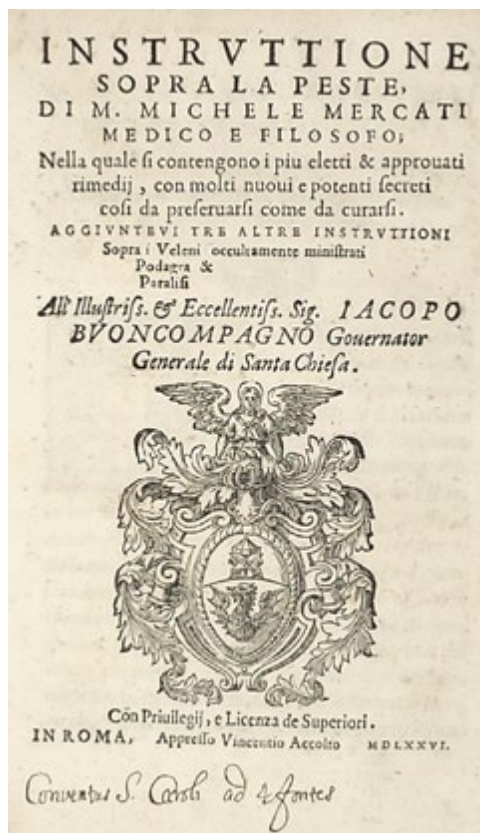 INSTRVTTIONE
SOPRA LA PESTE,
DI M. MICHELE MERCATI
MEDICO E FILOSOFO;
Nella quale ſi contengono i piu eletti & approuati
rimedij , con molti nuoui e potenti ſecreti
coſi da preſeruarſi come da curarſi.
AGGIVNTEVI TRE ALTRE INSTRVTTIONI
Sopra i Veleni occultamente miniſtrati
Podagra &
Paraliſi
All' Illuſtriſs. & Eccellentiſs. Sig. IACOPO
BVONCOMPAGNO Gouernator
Generale di Santa Chieſa.
Con Priuilegij, e Licenza de Superiori.
IN ROMA, Appreſſo Vincentio Accolto MDLXXVI.
Conventus S. Caroli ad 4 fontes